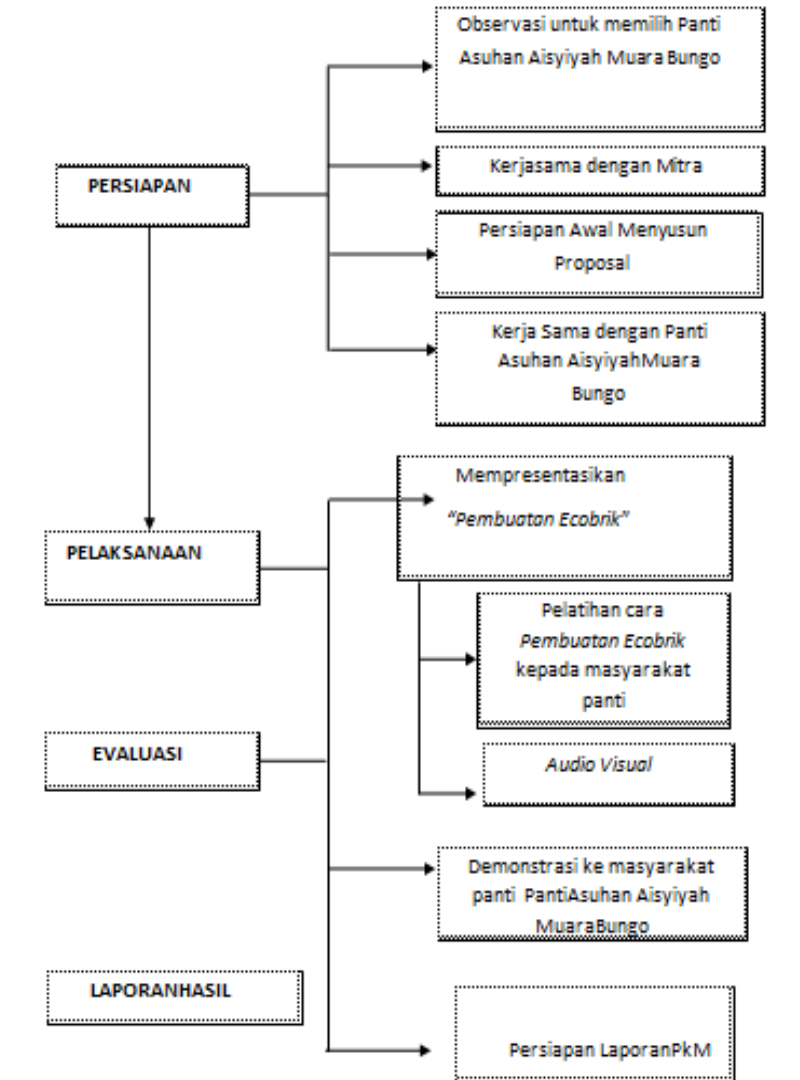 Observasi untuk memilih Panti
Asuhan Aisyiyah Muara Bungo
PERSIAPAN
Kerjasama dengan Mitra
Persiapan Awal Menyusun
Proposal
Kerja Sama dengan Panti
Asuhan AisyiyahMuara
Bungo
Mempresentasikan
“Pembuatan Ecobrik”
PELAKSANAAN
Pelatihan cara
Pembuatan Ecobrik
kepada masyarakat
panti
EVALUASI
Audio Visual
Demonstrasi ke masyarakat
panti PantiAsuhan Aisyiyah
MuaraBungo
LAPORANHASIL
Persiapan LaporanPkM